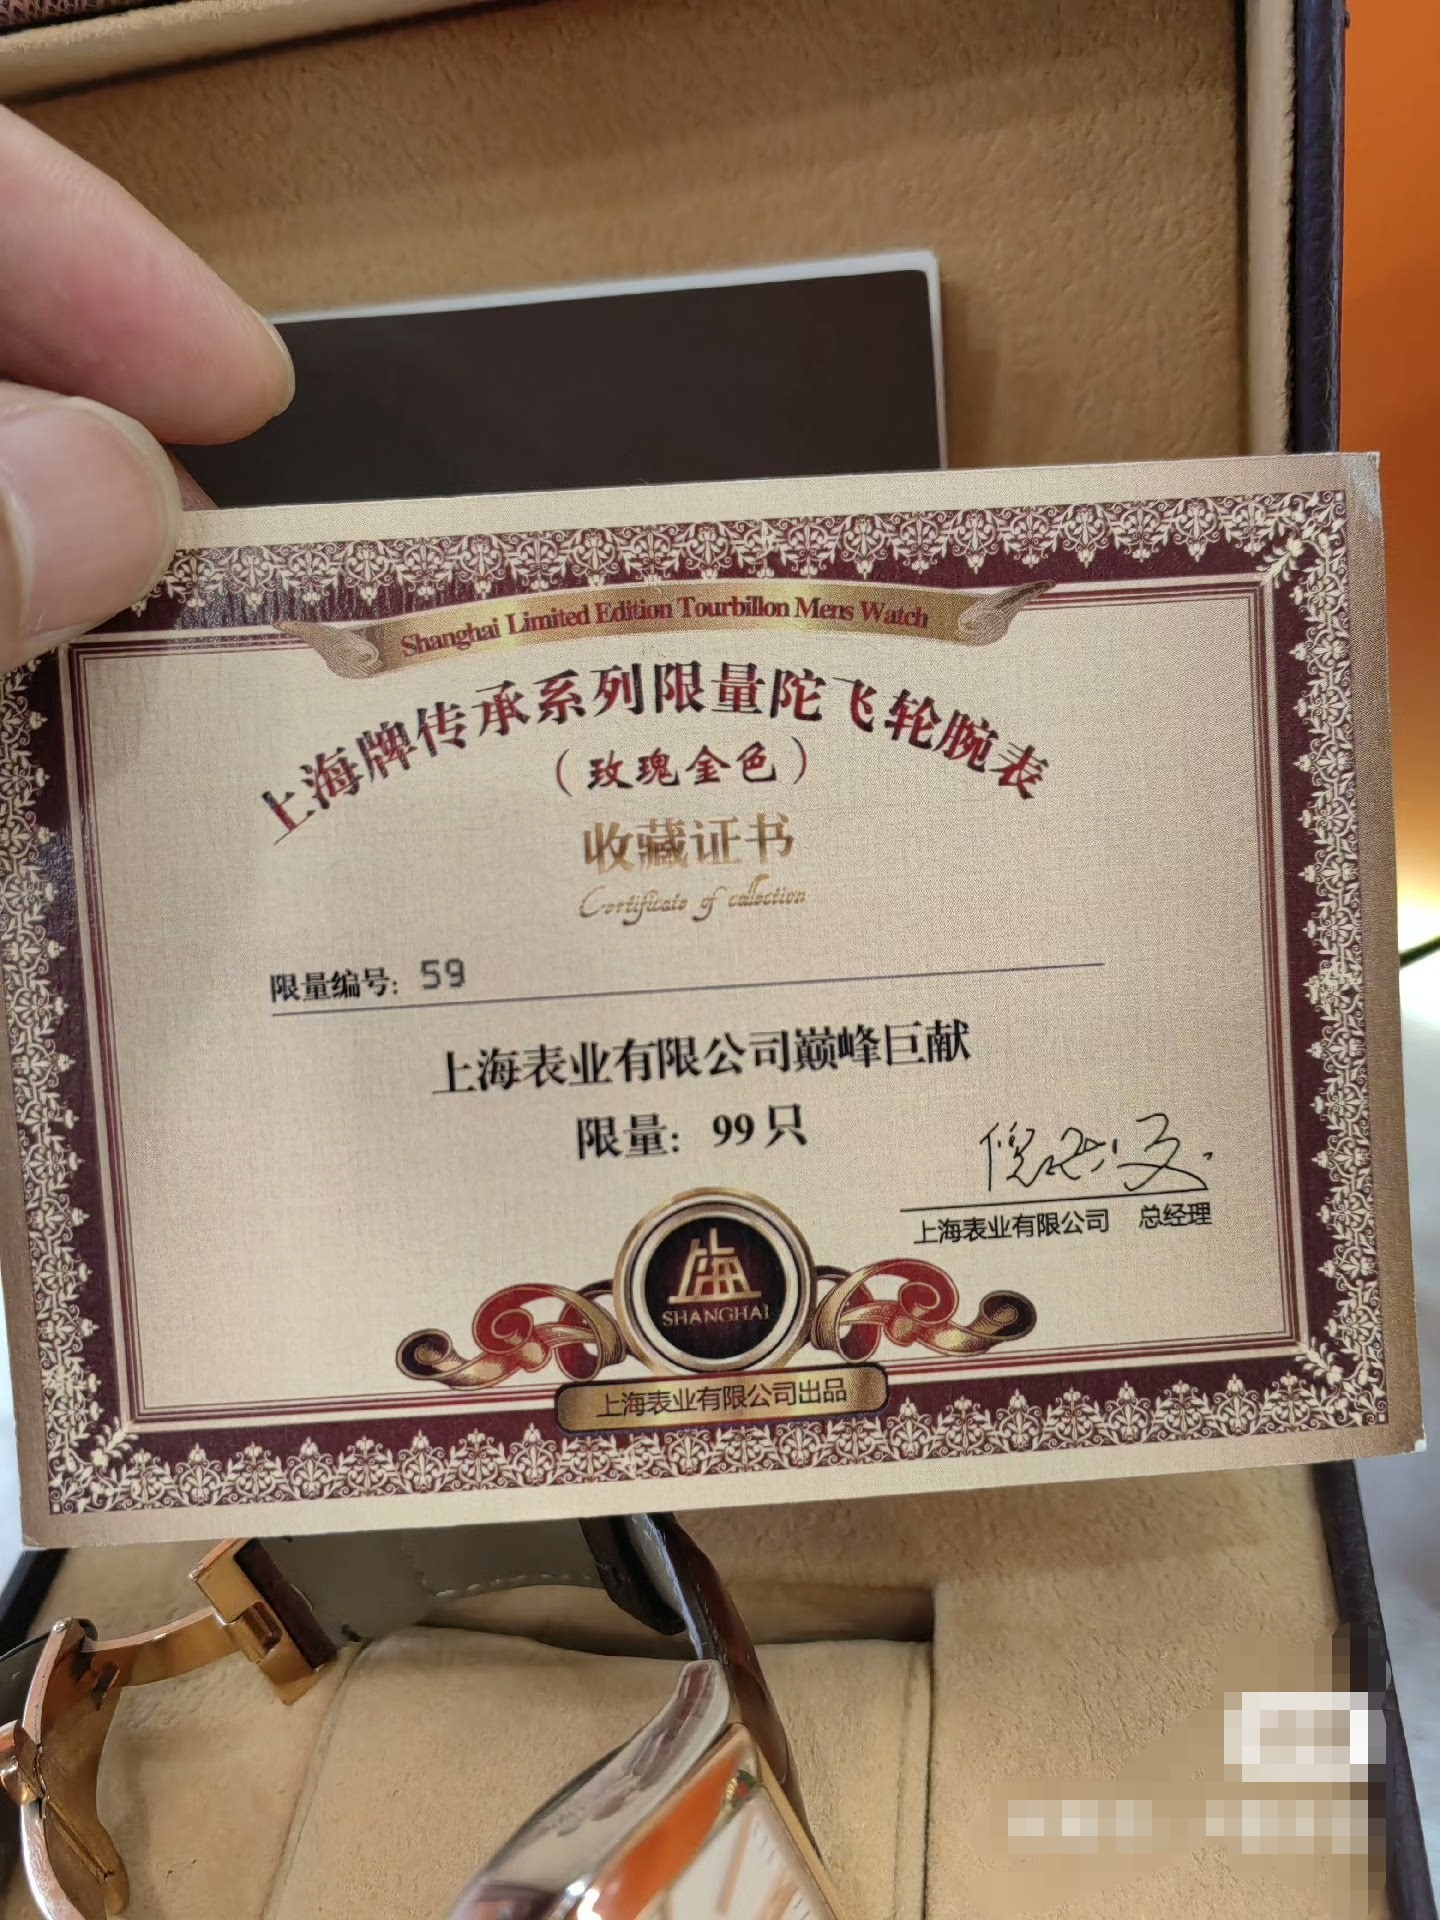 Shanghai Limited Edition Tourbillon Mens Watch
上海牌传承系列限量陀飞轮腕表
（玫瑰金色）
收藏证书
Certificate of collection
限量编号: 59
上海表业有限公司巅峰巨献
限量: 99只
上海表业有限公司 总经理
上海
SHANGHAI
上海表业有限公司出品